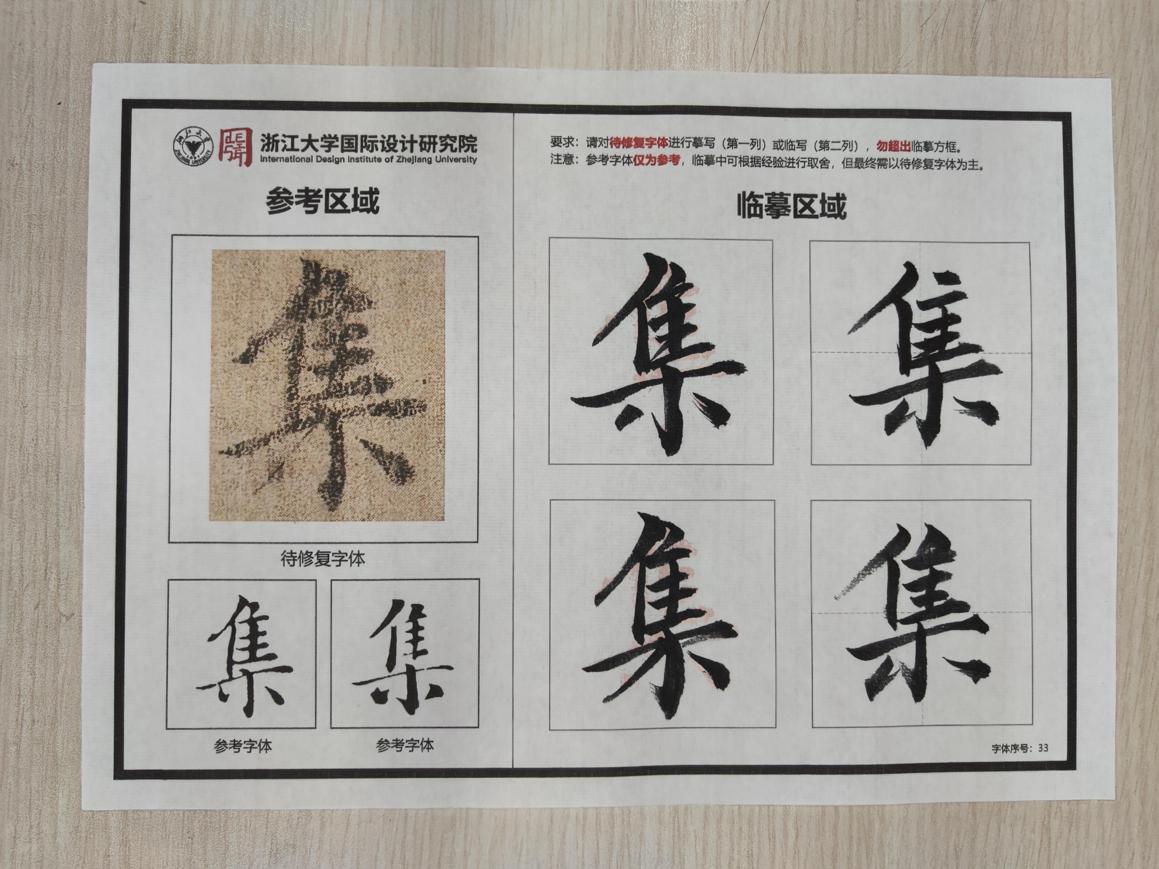 浙江大学国际设计研究院
International Design Institute of Zhejiang University
参考区域
集
待修复字体
集 集
参考字体 参考字体
要求：请对待修复字体进行摹写（第一列）或临写（第二列），勿超出临摹方框。
注意：参考字体仅为参考，临摹中可根据经验进行取舍，但最终需以待修复字体为主。
临摹区域
集 集
集 集
字体序号：33